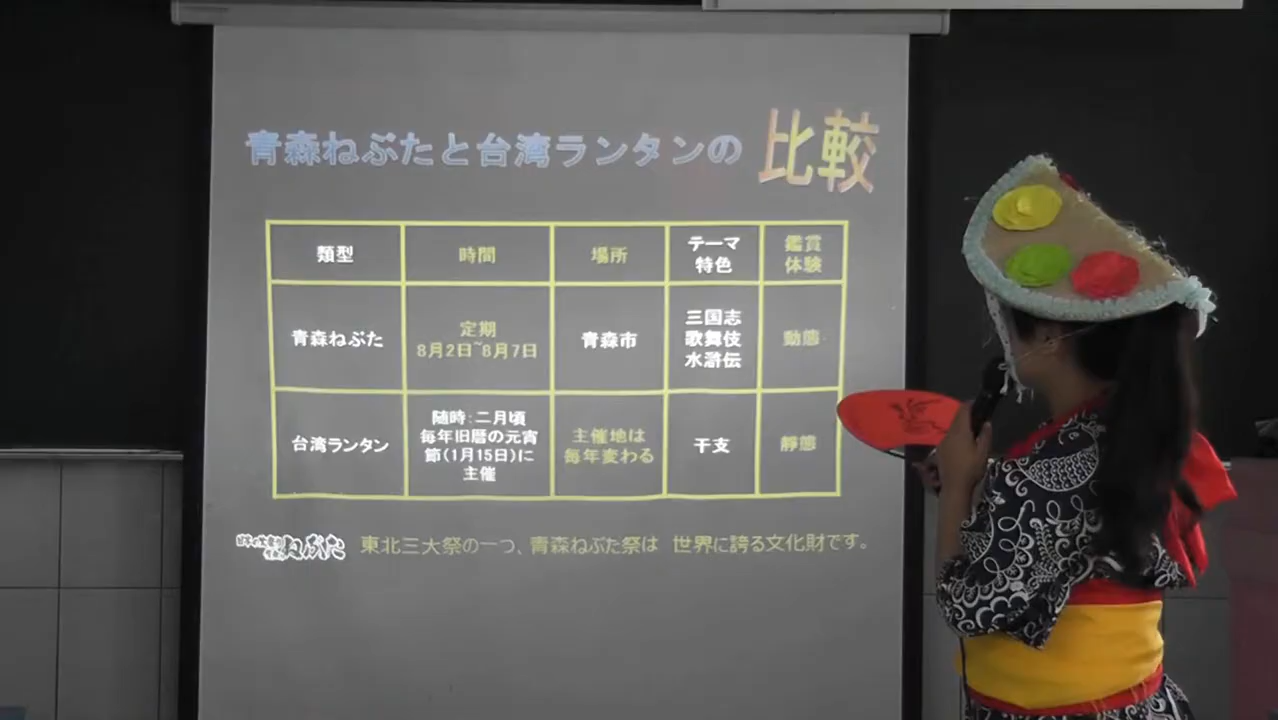 青森ねぶたと台湾ランタンの 比較
類型
時間
場所
テーマ
特色
鑑賞
体験
青森ねぶた
定期
8月2日~8月7日
青森市
三国志
歌舞伎
水滸伝
動態
台湾ランタン
随時:二月頃
毎年旧暦の元宵
節(1月15日)に
主催
主催地は
毎年変わる
干支
靜態
ねぶた
東北三大祭の一つ、青森ねぶた祭は 世界に誇る文化財です。